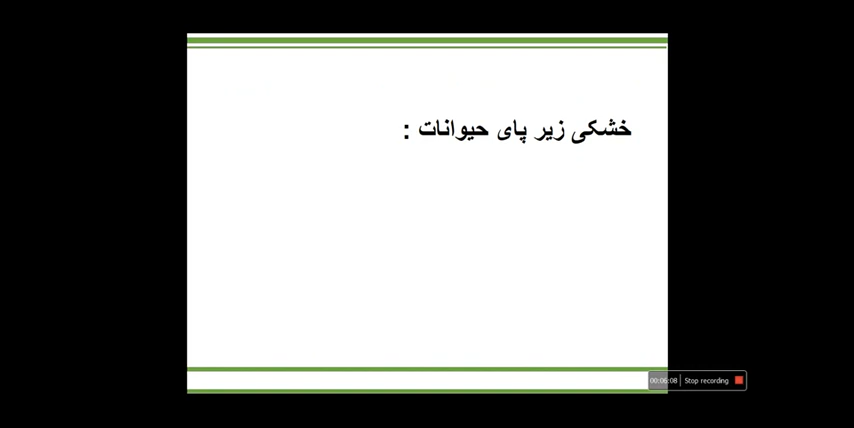 خشکی زیر پای حیوانات :
00:06:08 Stop recording